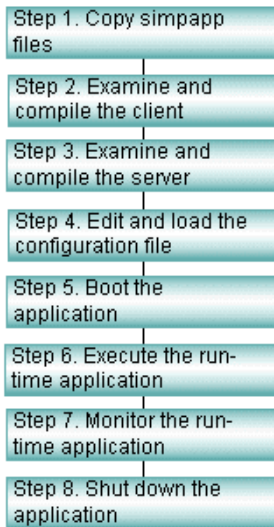 Step 1. Copy simpapp
files
Step 2. Examine and
compile the client
Step 3. Examine and
compile the server
Step 4. Edit and load the
configuration file
Step 5. Boot the
application
Step 6. Execute the run-
time application
Step 7. Monitor the run-
time application
Step 8. Shut down the
application